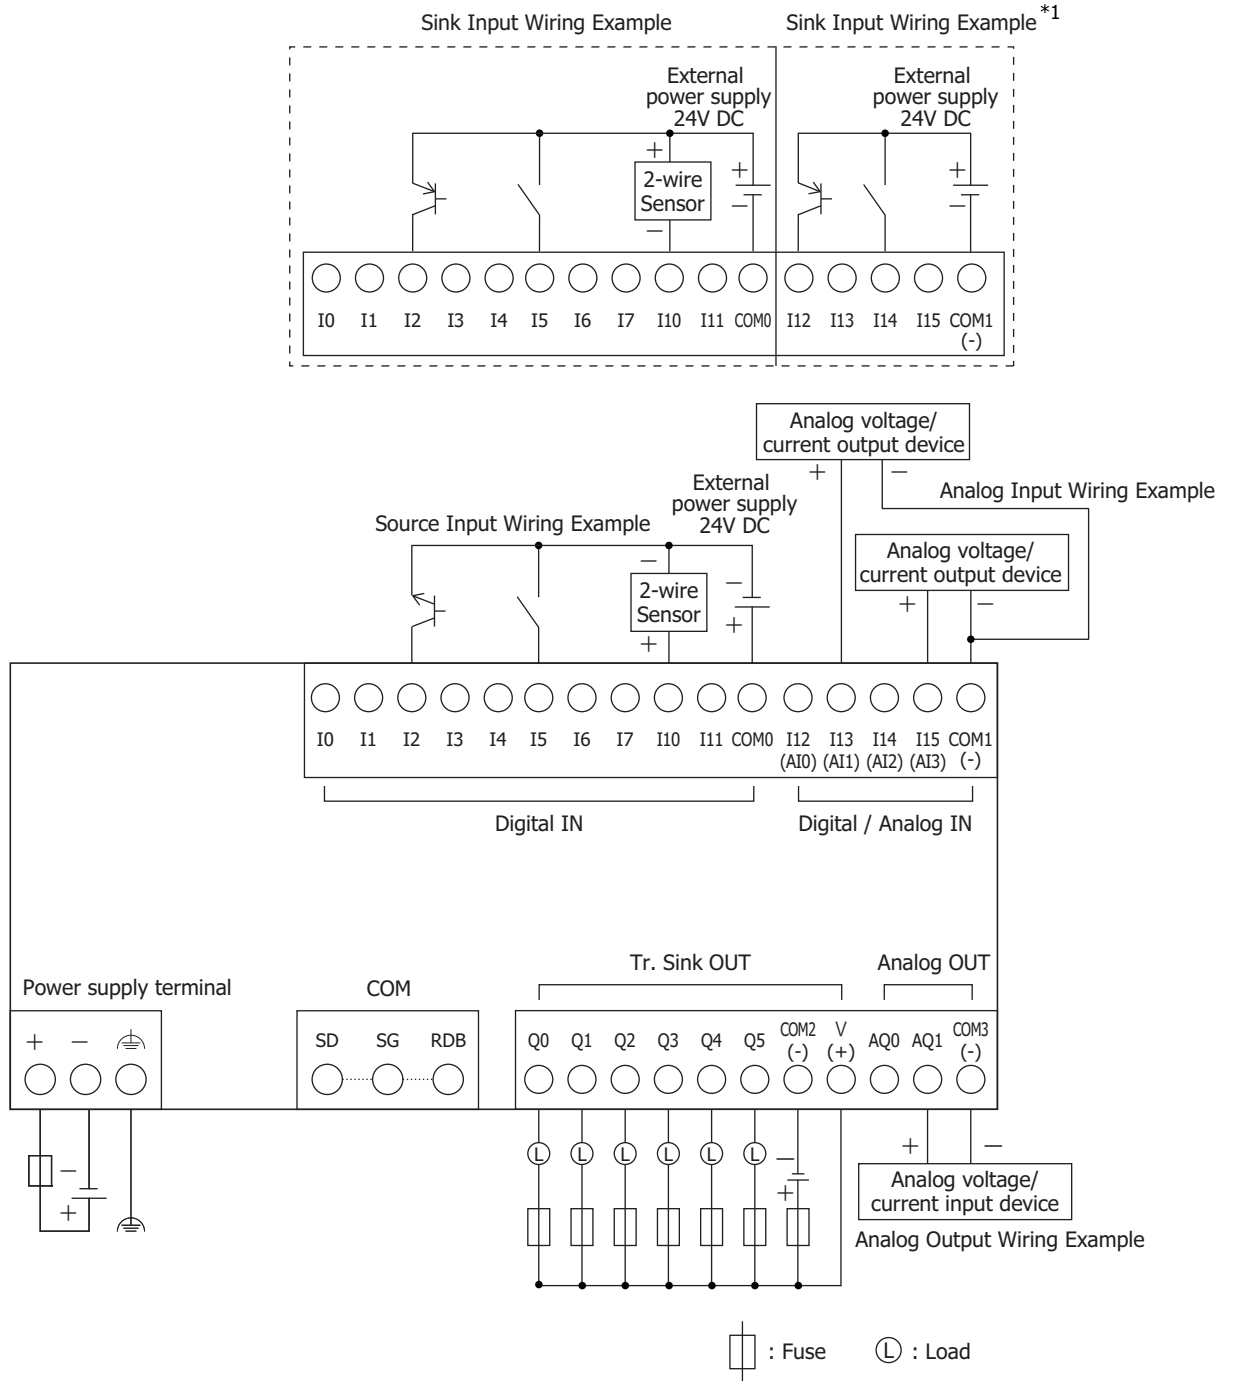 Sink Input Wiring Example
Sink Input Wiring Example *1
External
power supply
24V DC
External
power supply
24V DC
+
2-wire
Sensor
−
+
−
+
−
I0 I1 I2 I3 I4 I5 I6 I7 I10 I11 COM0 I12 I13 I14 I15 COM1
(-)
Analog voltage/
current output device
+ −
Analog Input Wiring Example
External
power supply
24V DC
Source Input Wiring Example
Analog voltage/
current output device
+ −
−
2-wire
Sensor
+
−
+
I0 I1 I2 I3 I4 I5 I6 I7 I10 I11 COM0 I12 I13 I14 I15 COM1
(AI0) (AI1) (AI2) (AI3) (-)
Digital IN
Digital / Analog IN
Tr. Sink OUT
Analog OUT
Power supply terminal
COM
+ −
SD SG RDB
Q0 Q1 Q2 Q3 Q4 Q5 COM2 V AQ0 AQ1 COM3
(-) (+) (-)
−
+
L L L L L L
−
+
+ −
Analog voltage/
current input device
Analog Output Wiring Example
: Fuse
L : Load